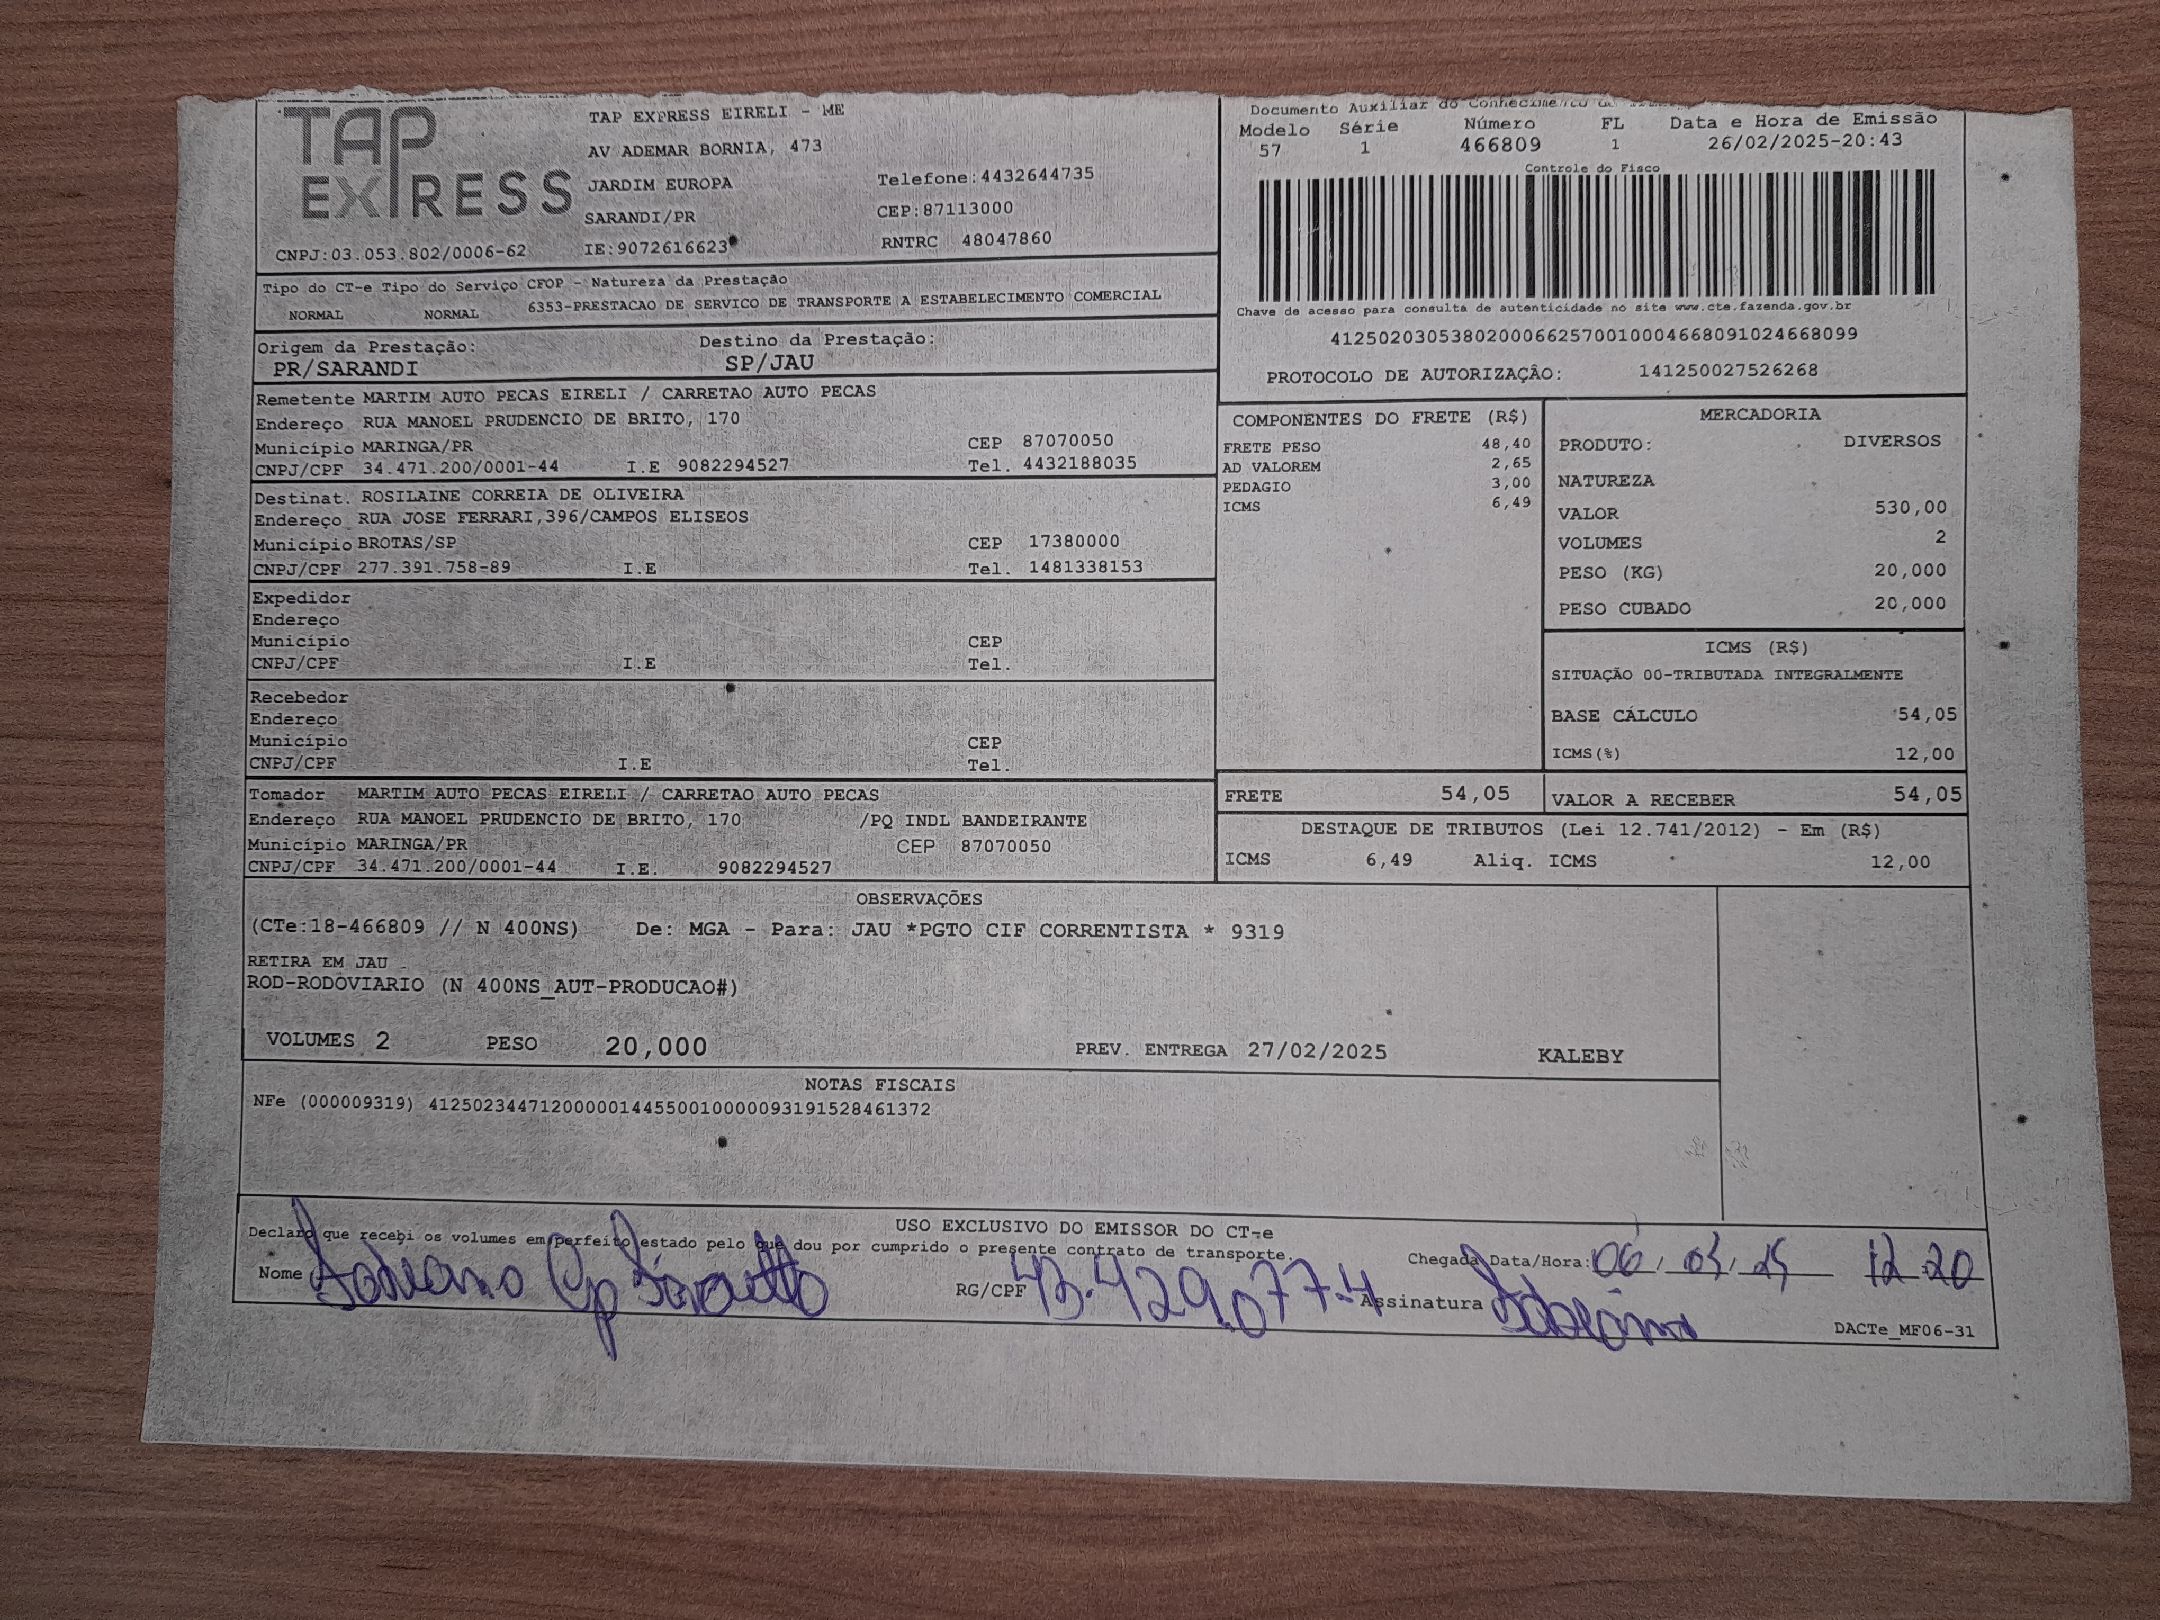 TAP EXPRESS
TAP EXPRESS EIRELI - ME
AV ADEMAR BORNIA, 473
JARDIM EUROPA
Telefone:4432644735
SARANDI/PR
CEP:87113000
CNPJ:03.053.802/0006-62
IE:9072616623
RNTRC 48047860
Documento Auxiliar do Conhecimento
Modelo Série Número FL Data e Hora de Emissão
57 1 466809 1 26/02/2025-20:43
Controle do Fisco
Chave de acesso para consulta de autenticidade no site www.cte.fazenda.gov.br
41250203053802000662570010004668091024668099
PROTOCOLO DE AUTORIZAÇÃO: 141250027526268
Tipo do CT-e Tipo do Serviço CFOP - Natureza da Prestação
NORMAL NORMAL 6353-PRESTACAO DE SERVICO DE TRANSPORTE A ESTABELECIMENTO COMERCIAL
Origem da Prestação: Destino da Prestação:
PR/SARANDI SP/JAU
Remetente MARTIM AUTO PECAS EIRELI / CARRETAO AUTO PECAS
Endereço RUA MANOEL PRUDENCIO DE BRITO, 170
Município MARINGA/PR CEP 87070050
CNPJ/CPF 34.471.200/0001-44 I.E 9082294527 Tel. 4432188035
Destinat. ROSILAINE CORREIA DE OLIVEIRA
Endereço RUA JOSE FERRARI,396/CAMPOS ELISEOS
Município BROTAS/SP CEP 17380000
CNPJ/CPF 277.391.758-89 I.E Tel. 1481338153
Expedidor
Endereço
Município CEP
CNPJ/CPF I.E Tel.
Recebedor
Endereço
Município CEP
CNPJ/CPF I.E Tel.
Tomador MARTIM AUTO PECAS EIRELI / CARRETAO AUTO PECAS
Endereço RUA MANOEL PRUDENCIO DE BRITO, 170 /PQ INDL BANDEIRANTE
Município MARINGA/PR CEP 87070050
CNPJ/CPF 34.471.200/0001-44 I.E. 9082294527
COMPONENTES DO FRETE (R$)
FRETE PESO 48,40
AD VALOREM 2,65
PEDAGIO 3,00
ICMS 6,49
MERCADORIA
PRODUTO: DIVERSOS
NATUREZA
VALOR 530,00
VOLUMES 2
PESO (KG) 20,000
PESO CUBADO 20,000
ICMS (R$)
SITUAÇÃO 00-TRIBUTADA INTEGRALMENTE
BASE CÁLCULO 54,05
ICMS(%) 12,00
FRETE 54,05 VALOR A RECEBER 54,05
DESTAQUE DE TRIBUTOS (Lei 12.741/2012) - Em (R$)
ICMS 6,49 Aliq. ICMS 12,00
OBSERVAÇÕES
(CTe:18-466809 // N 400NS) De: MGA - Para: JAU *PGTO CIF CORRENTISTA * 9319
RETIRA EM JAU
ROD-RODOVIARIO (N 400NS_AUT-PRODUCAO#)
VOLUMES 2 PESO 20,000 PREV. ENTREGA 27/02/2025 KALEBY
NOTAS FISCAIS
NFe (000009319) 41250234471200000144550010000093191528461372
USO EXCLUSIVO DO EMISSOR DO CT-e
Declaro que recebi os volumes em perfeito estado pelo que dou por cumprido o presente contrato de transporte.
Chegada Data/Hora: 06/03/25 12 20
Nome RG/CPF 43.429.077-4 Assinatura
DACTe_MF06-31